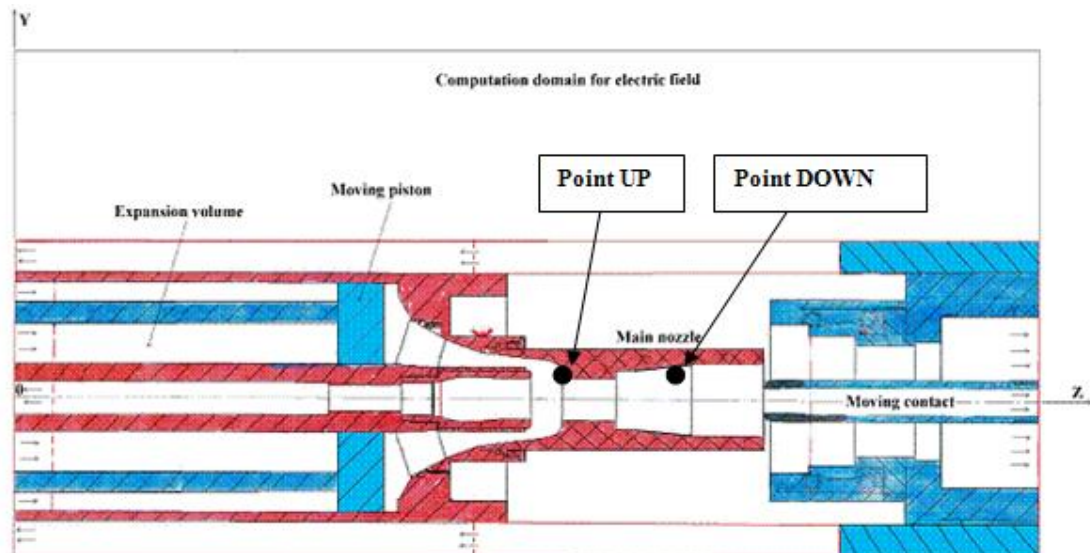 Y
Computation domain for electric field
Point UP
Point DOWN
Moving piston
Expansion volume
Main nozzle
0
Moving contact
Z